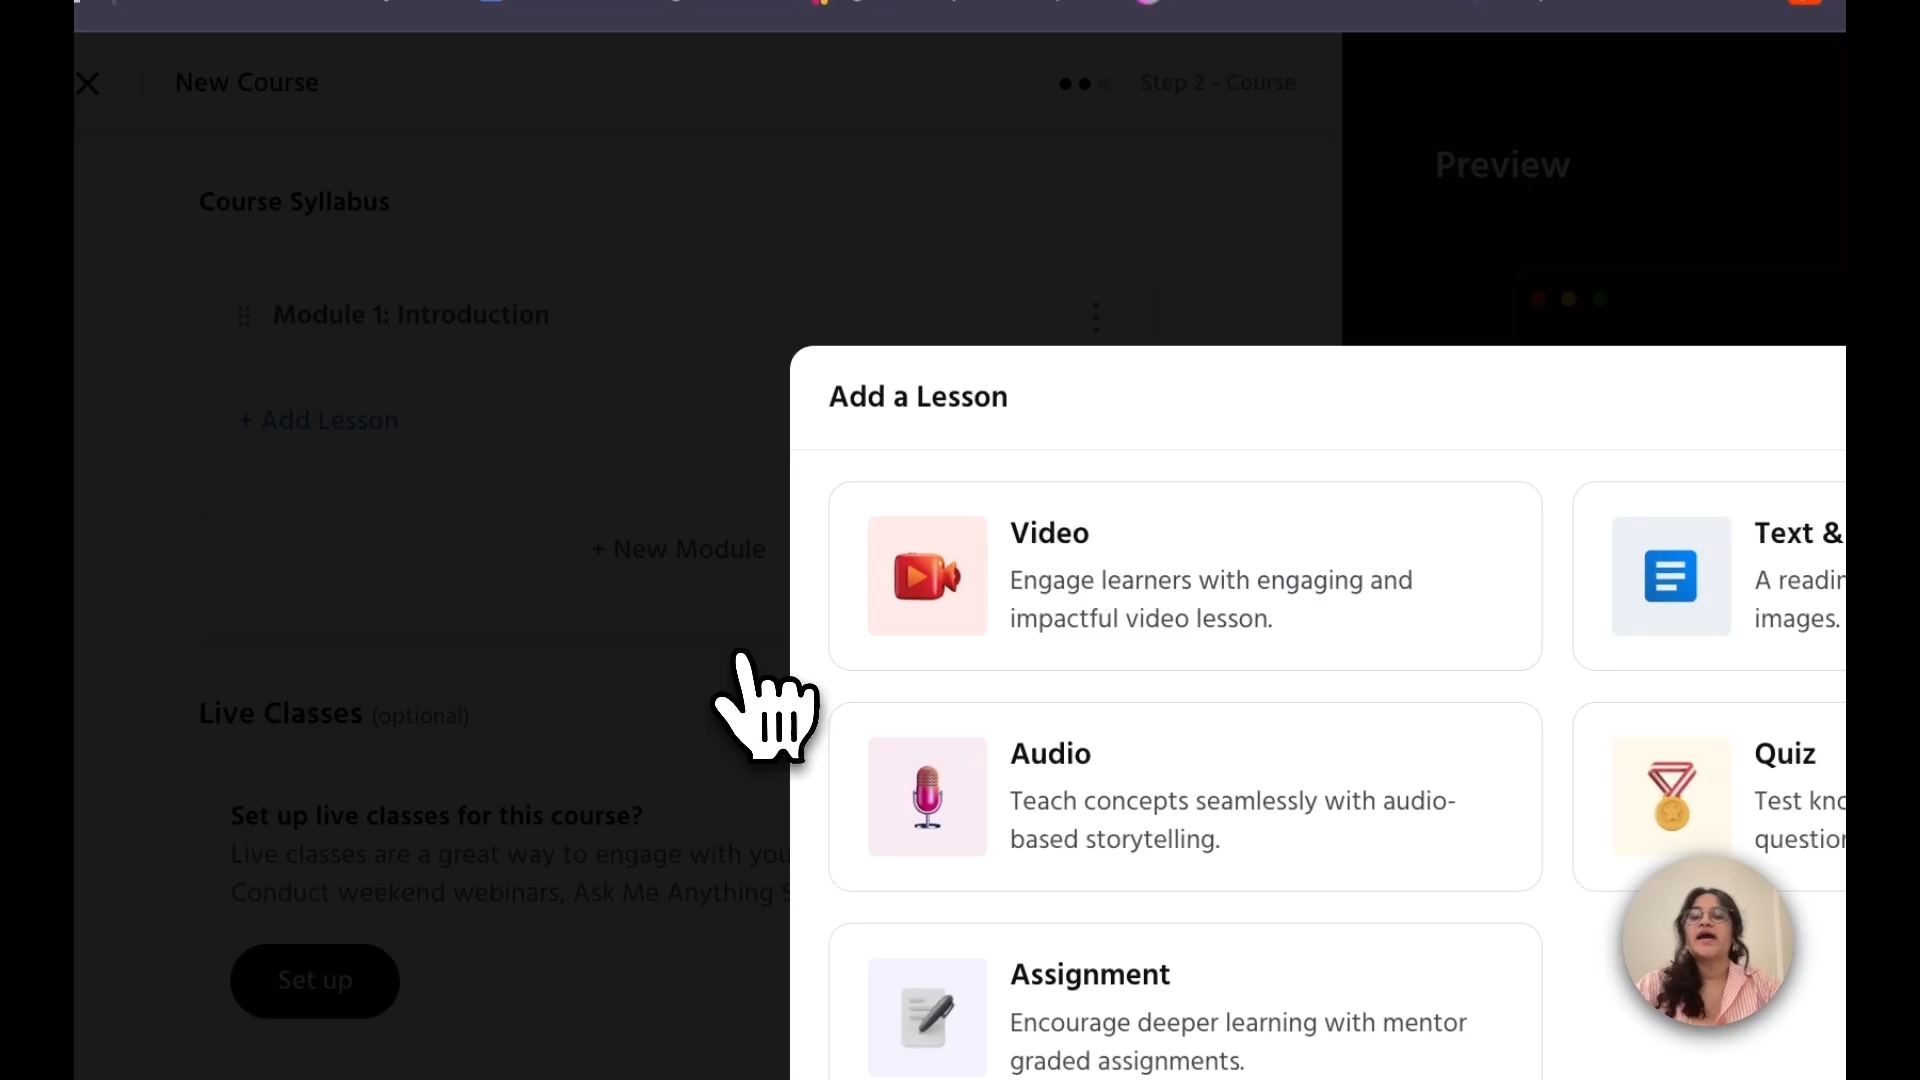 New Course
Step 2 - Course
Preview
Course Syllabus
Module 1: Introduction
+ Add Lesson
+ New Module
Live Classes (optional)
Set up live classes for this course?
Live classes are a great way to engage with you
Conduct weekend webinars, Ask Me Anything S
Set up
Add a Lesson
Video
Engage learners with engaging and
impactful video lesson.
Text &
A readin
images.
Audio
Teach concepts seamlessly with audio-
based storytelling.
Quiz
Test kno
question
Assignment
Encourage deeper learning with mentor
graded assignments.